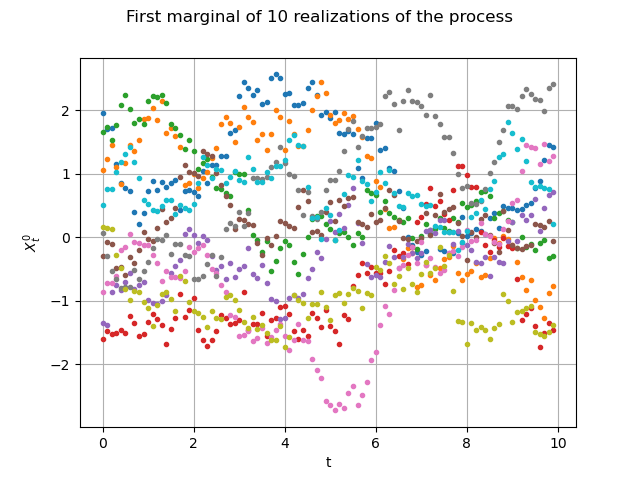 First marginal of 10 realizations of the process
X_t^0
2
1
0
−1
−2
0 2 4 6 8 10
t